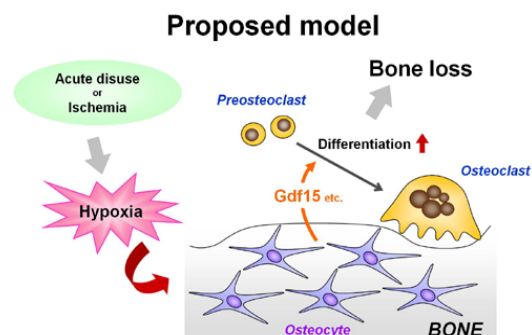 Proposed model
Acute disuse
or
Ischemia
Bone loss
Preosteoclast
Differentiation
Osteoclast
Gdf15 etc.
Hypoxia
Osteocyte
BONE